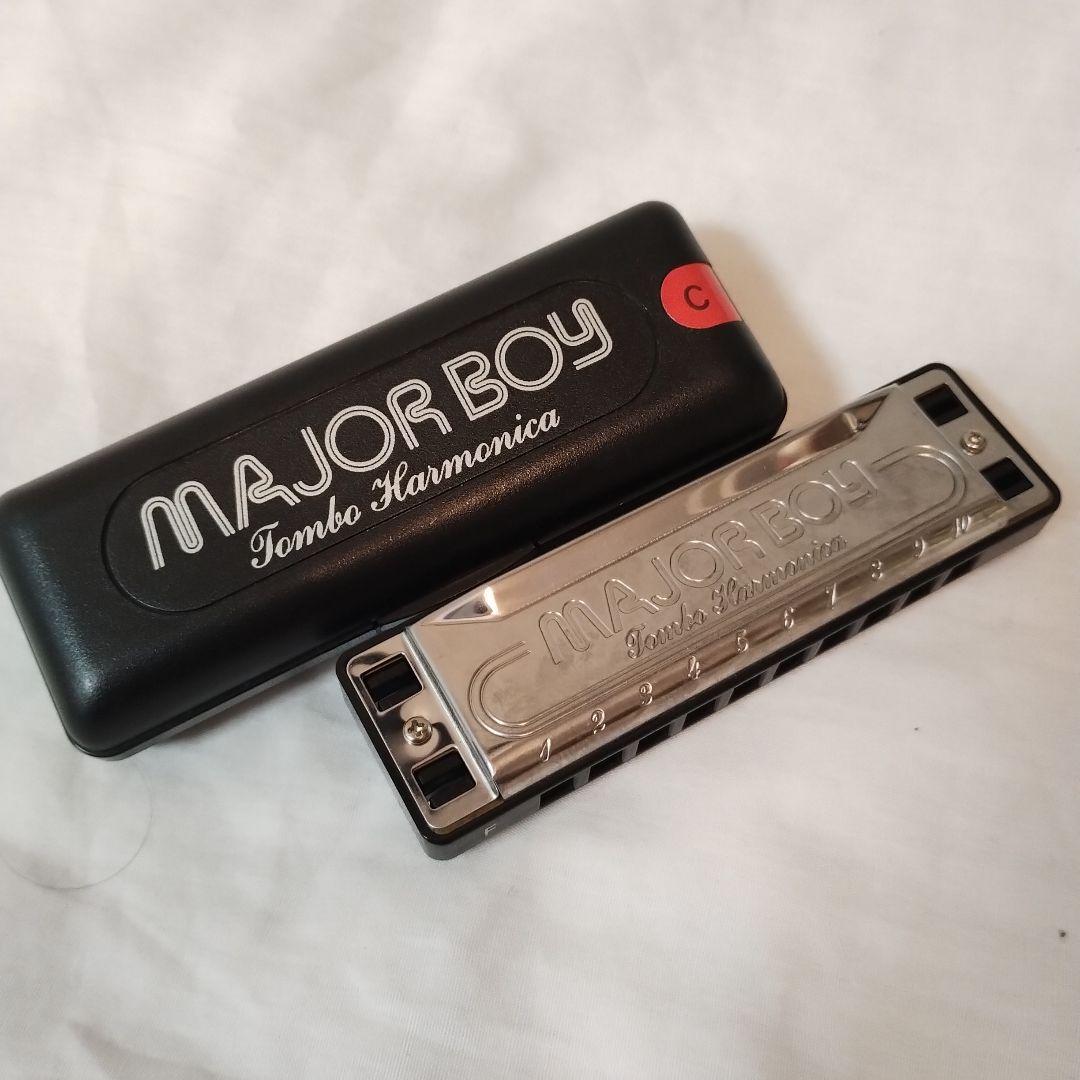 C
MAJOR BOY
Tombo Harmonica
MAJOR BOY
Tombo Harmonica
1 2 3 4 5 6 7 8 9 10
F